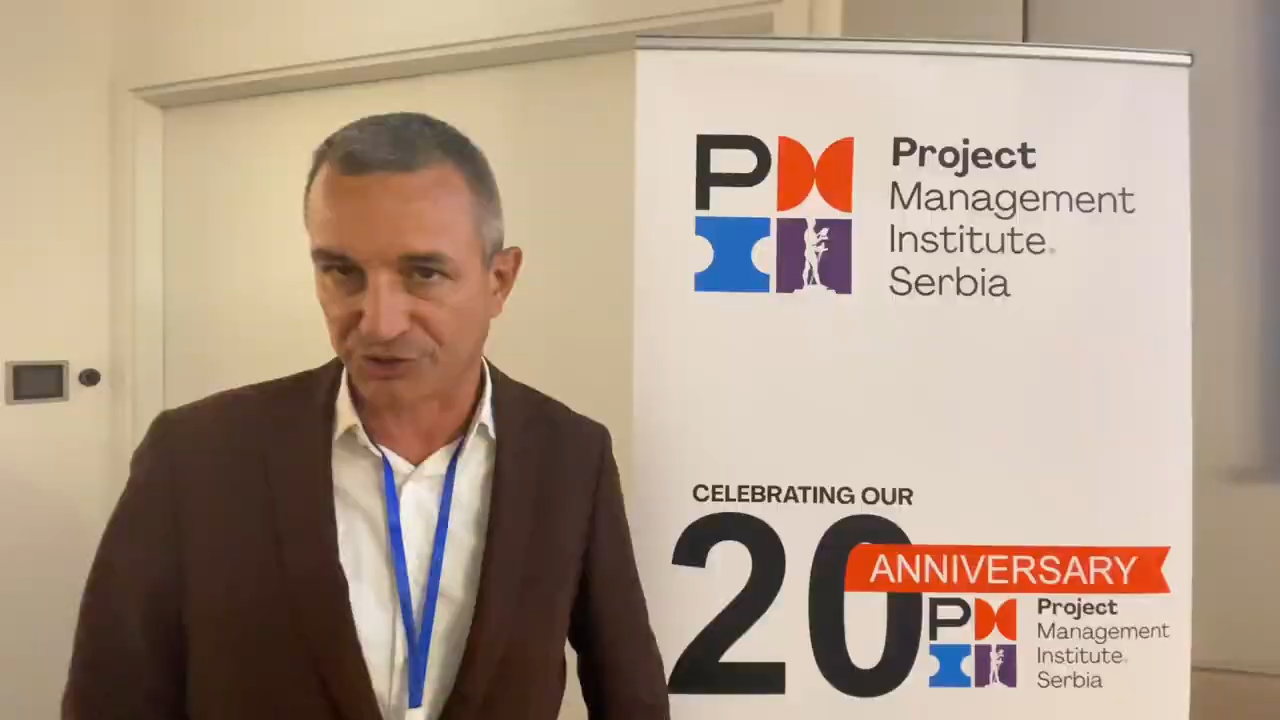 Project
Management
Institute.
Serbia
CELEBRATING OUR
20
ANNIVERSARY
Project
Management
Institute.
Serbia